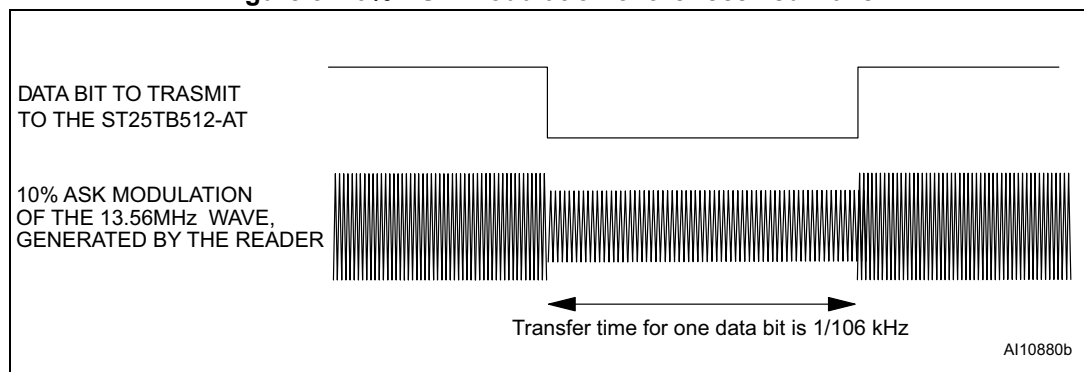 DATA BIT TO TRASMIT
TO THE ST25TB512-AT
10% ASK MODULATION
OF THE 13.56MHz WAVE,
GENERATED BY THE READER
Transfer time for one data bit is 1/106 kHz
AI10880b